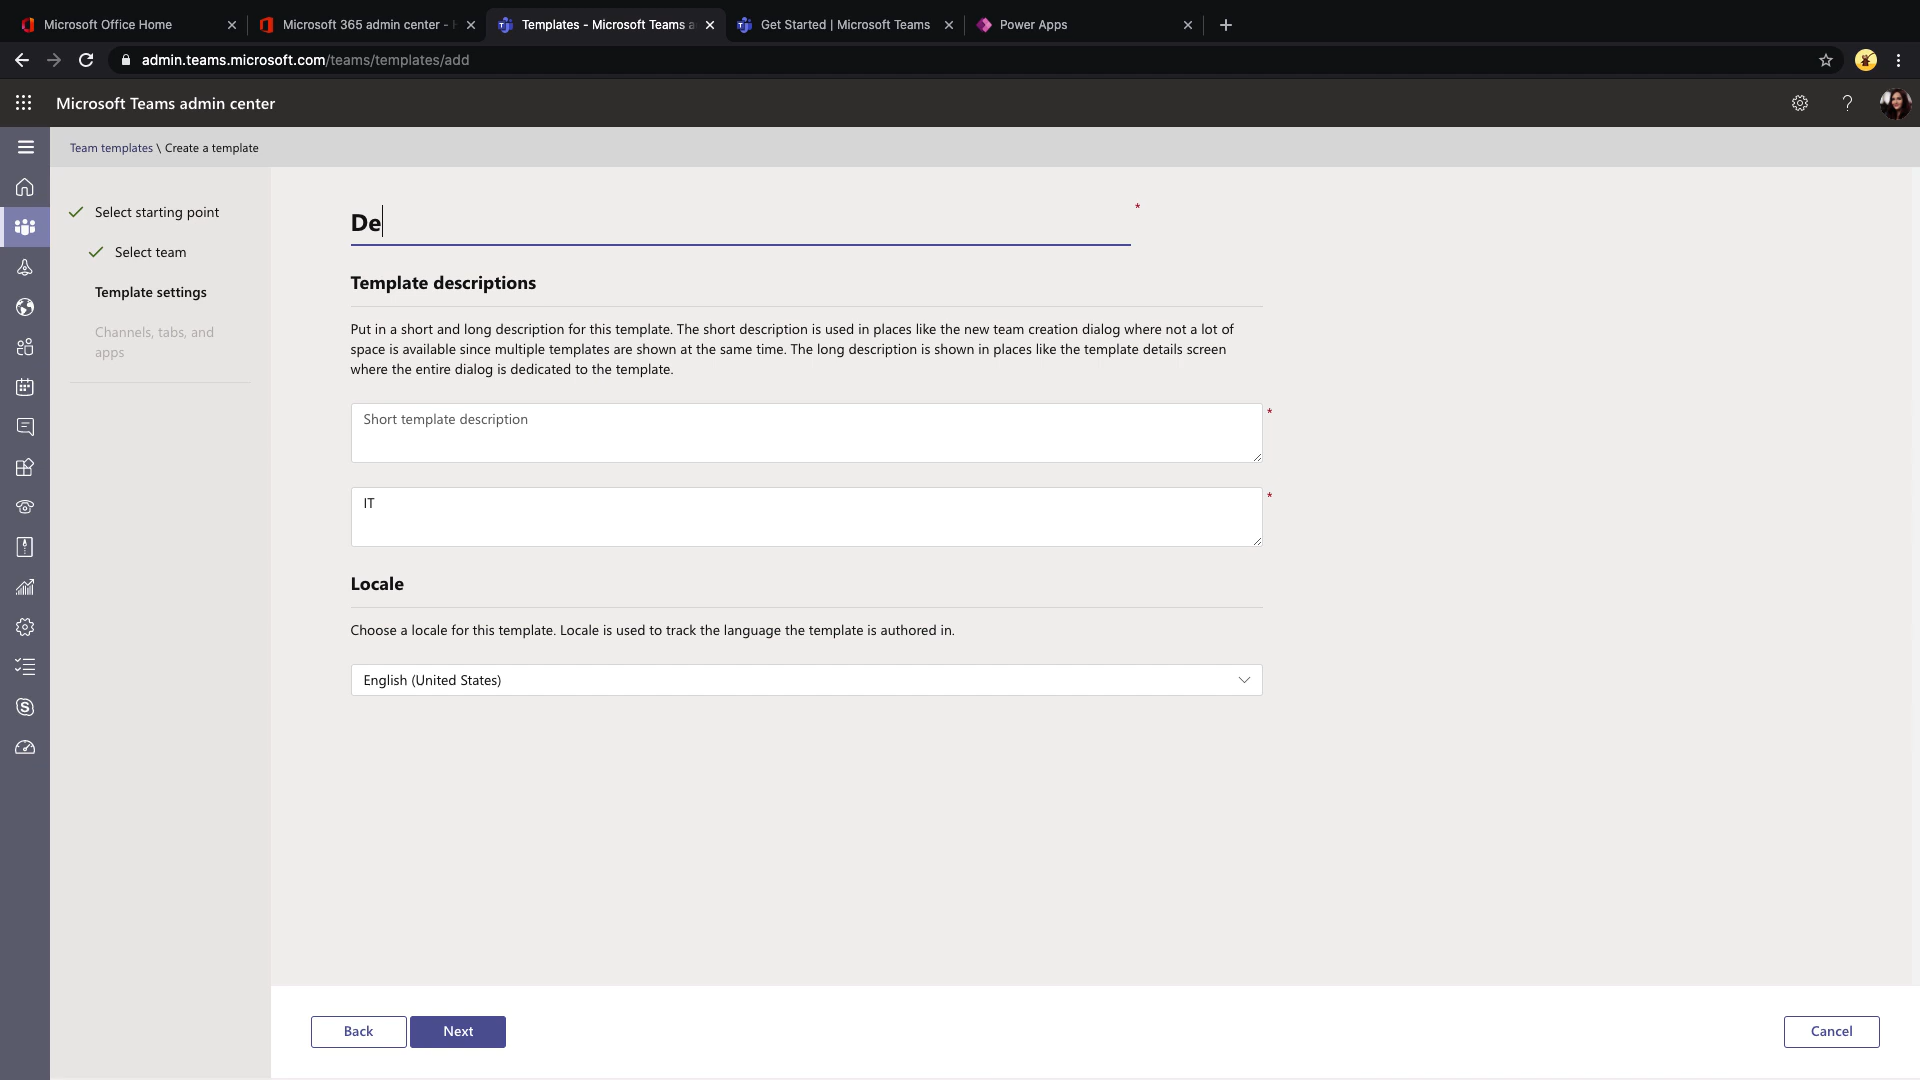 Microsoft Office Home
Microsoft 365 admin center -
Templates - Microsoft Teams a
Get Started | Microsoft Teams
Power Apps
admin.teams.microsoft.com/teams/templates/add
Microsoft Teams admin center
Team templates \ Create a template
Select starting point
Select team
Template settings
Channels, tabs, and
apps
De
*
Template descriptions
Put in a short and long description for this template. The short description is used in places like the new team creation dialog where not a lot of
space is available since multiple templates are shown at the same time. The long description is shown in places like the template details screen
where the entire dialog is dedicated to the template.
Short template description
*
IT
*
Locale
Choose a locale for this template. Locale is used to track the language the template is authored in.
English (United States)
Back
Next
Cancel